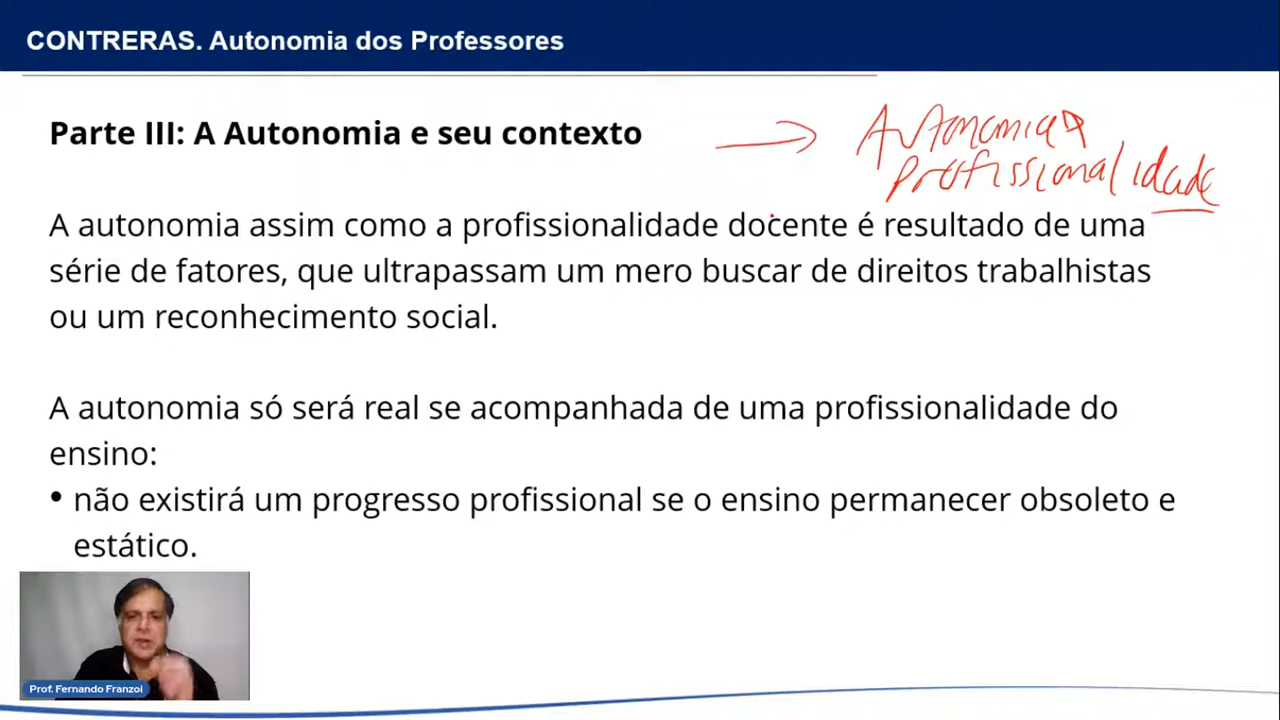 CONTRERAS. Autonomia dos Professores
Parte III: A Autonomia e seu contexto
Autonomia
profissionalidade
A autonomia assim como a profissionalidade docente é resultado de uma
série de fatores, que ultrapassam um mero buscar de direitos trabalhistas
ou um reconhecimento social.
A autonomia só será real se acompanhada de uma profissionalidade do
ensino:
• não existirá um progresso profissional se o ensino permanecer obsoleto e
estático.
Prof. Fernando Franzoi